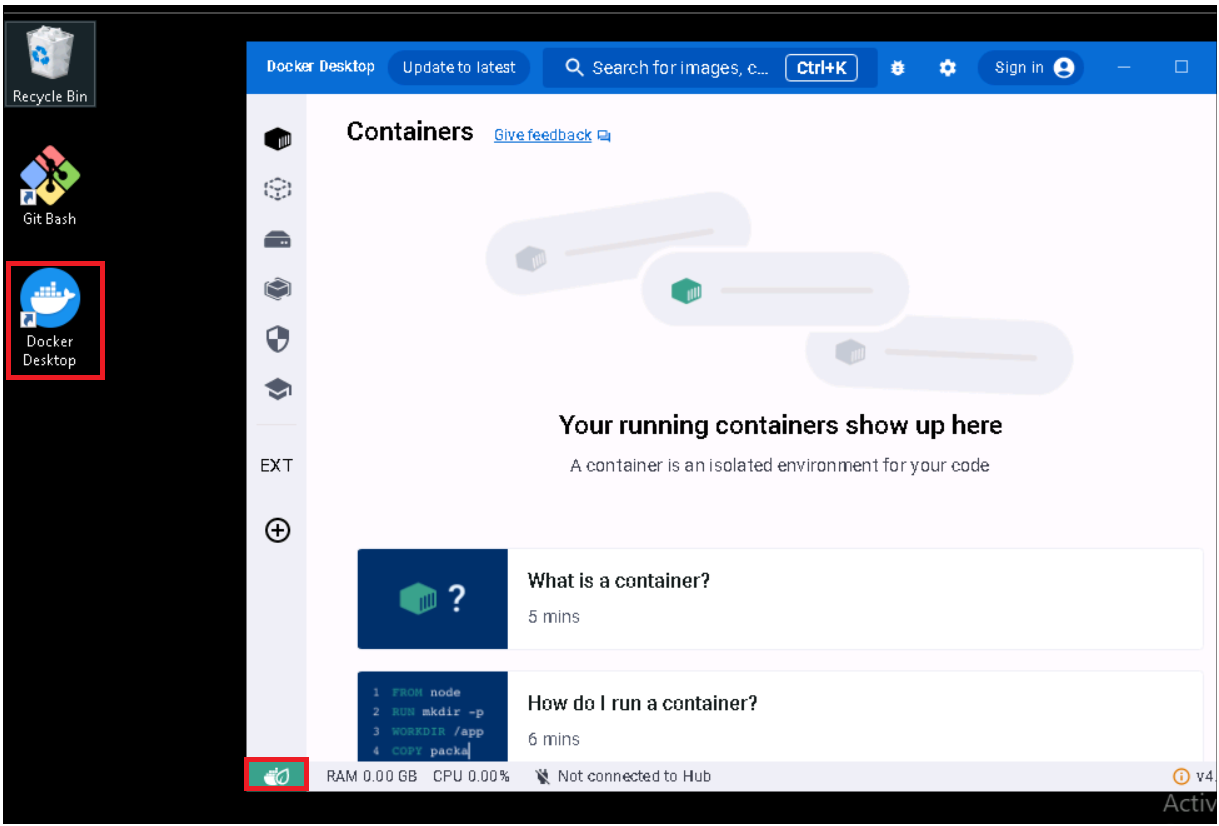 Recycle Bin
Git Bash
Docker
Desktop
Docker Desktop
Update to latest
Search for images, c...
Ctrl+K
Sign in
Containers
Give feedback
Your running containers show up here
A container is an isolated environment for your code
EXT
?
What is a container?
5 mins
1 FROM node
2 RUN mkdir -p
3 WORKDIR /app
4 COPY packa
How do I run a container?
6 mins
RAM 0.00 GB CPU 0.00% Not connected to Hub
v4.
Activ